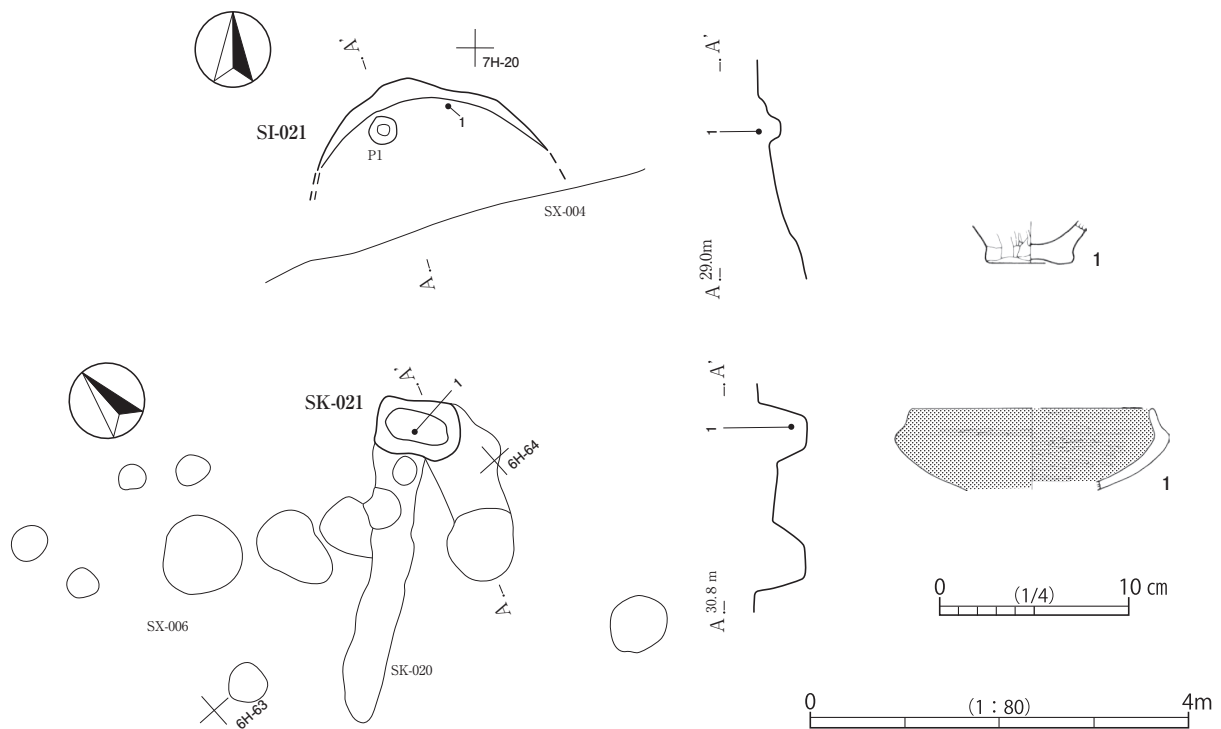 A'
7H-20
SI-021
1
P1
SX-004
A
A'
1
A 29.0m
1
SK-021
A'
1
6H-64
A
SX-006
SK-020
6H-63
A'
1
A 30.8 m
1
0 (1/4) 10 cm
0 (1：80) 4m